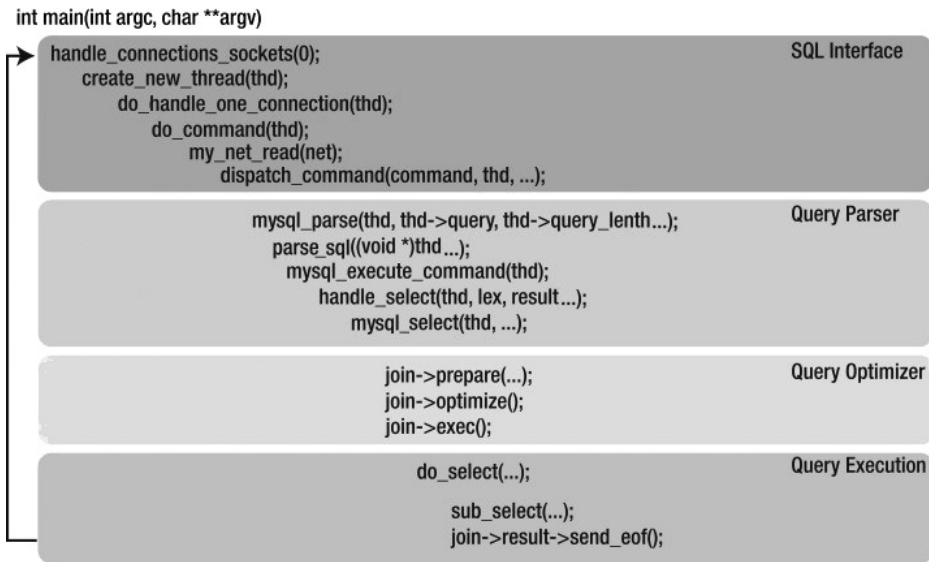 int main(int argc, char **argv)
handle_connections_sockets(0); SQL Interface
create_new_thread(thd);
do_handle_one_connection(thd);
do_command(thd);
my_net_read(net);
dispatch_command(command, thd, ...);
mysql_parse(thd, thd->query, thd->query_lenth...); Query Parser
parse_sql((void *)thd...);
mysql_execute_command(thd);
handle_select(thd, lex, result...);
mysql_select(thd, ...);
join->prepare(...); Query Optimizer
join->optimize();
join->exec();
do_select(...); Query Execution
sub_select(...);
join->result->send_eof();